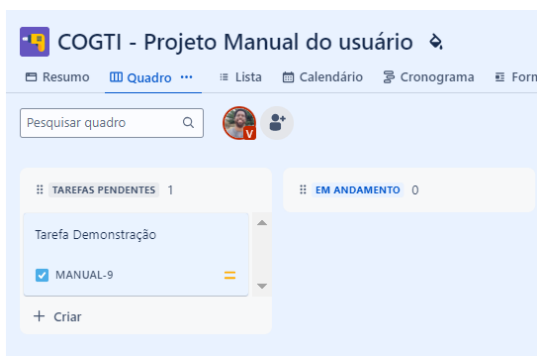 COGTI - Projeto Manual do usuário
Resumo Quadro Lista Calendário Cronograma Form
Pesquisar quadro
V
TAREFAS PENDENTES 1
EM ANDAMENTO 0
Tarefa Demonstração
MANUAL-9
+ Criar